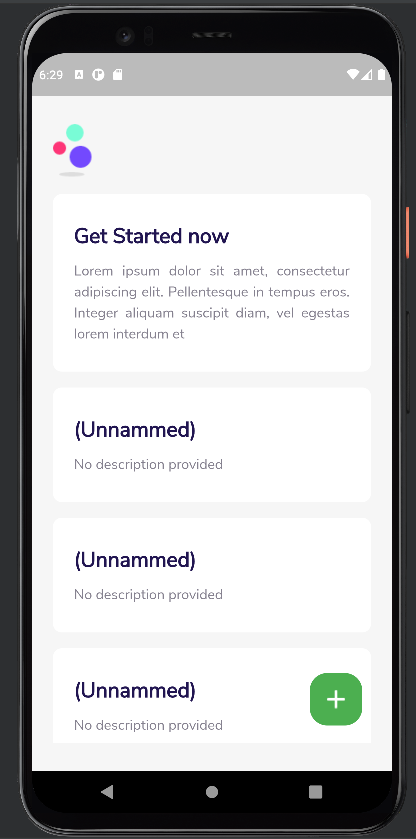 6:29
Get Started now
Lorem ipsum dolor sit amet, consectetur
adipiscing elit. Pellentesque in tempus eros.
Integer aliquam suscipit diam, vel egestas
lorem interdum et
(Unnammed)
No description provided
(Unnammed)
No description provided
(Unnammed)
No description provided